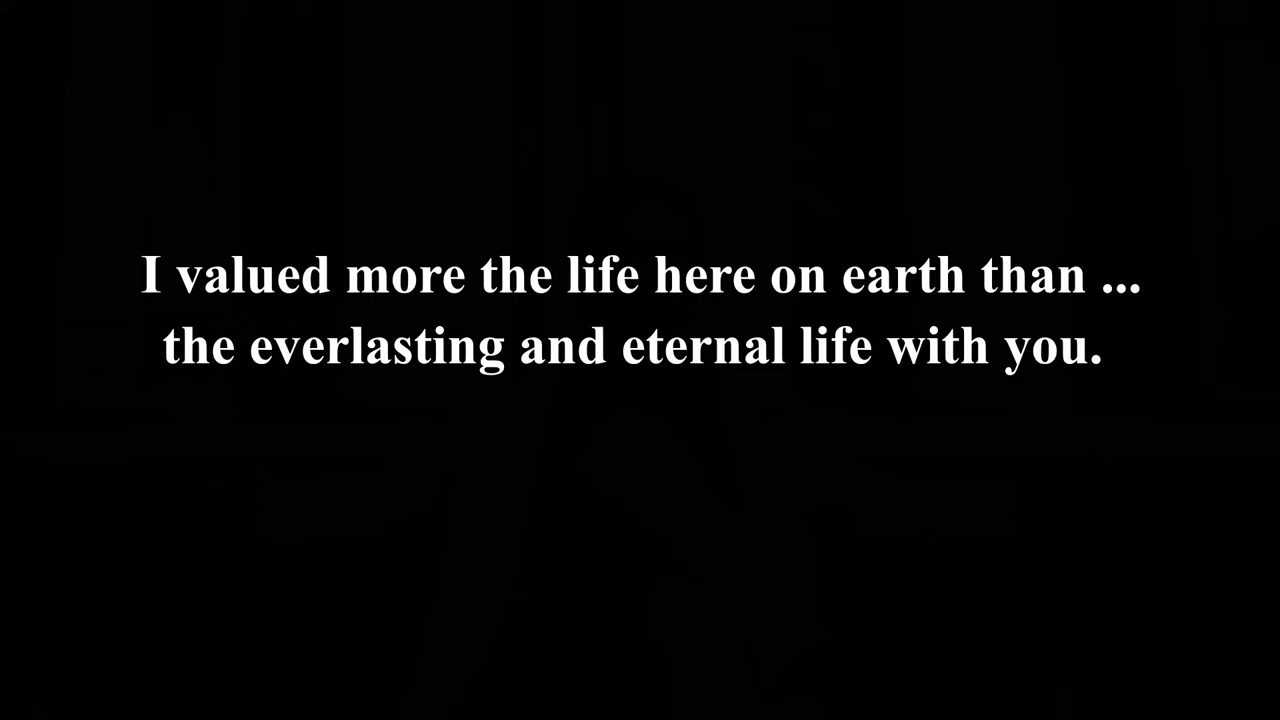 I valued more the life here on earth than ...
the everlasting and eternal life with you.